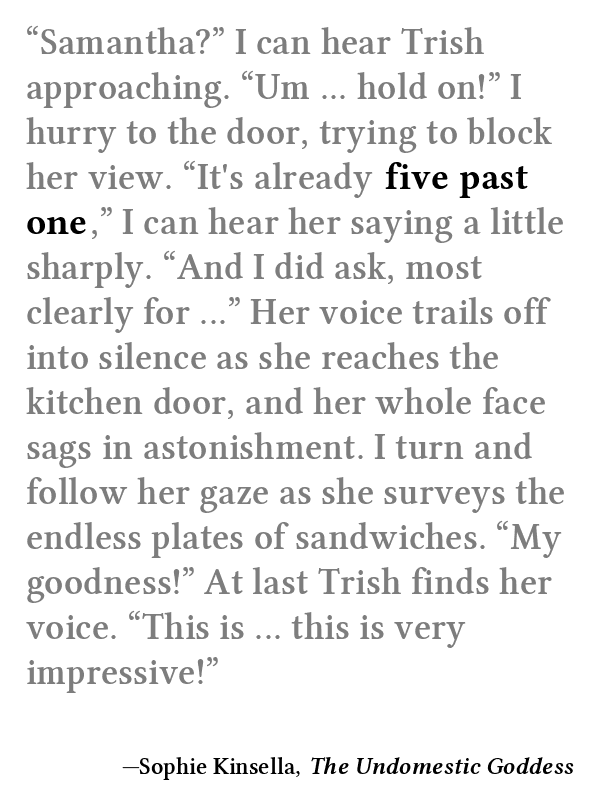 “Samantha?” I can hear Trish
approaching. “Um ... hold on!” I
hurry to the door, trying to block
her view. “It's already five past
one,” I can hear her saying a little
sharply. “And I did ask, most
clearly for ...” Her voice trails off
into silence as she reaches the
kitchen door, and her whole face
sags in astonishment. I turn and
follow her gaze as she surveys the
endless plates of sandwiches. “My
goodness!” At last Trish finds her
voice. “This is ... this is very
impressive!”
—Sophie Kinsella, The Undomestic Goddess